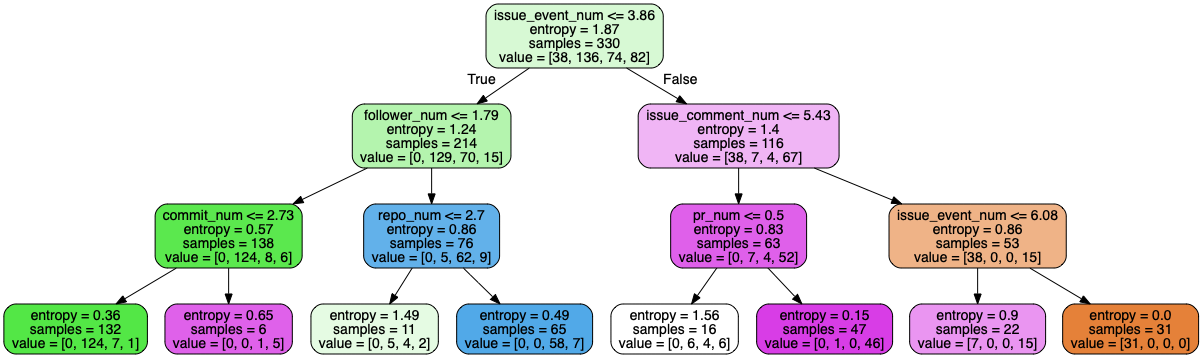 issue_event_num <= 3.86
entropy = 1.87
samples = 330
value = [38, 136, 74, 82]
True
False
follower_num <= 1.79
entropy = 1.24
samples = 214
value = [0, 129, 70, 15]
issue_comment_num <= 5.43
entropy = 1.4
samples = 116
value = [38, 7, 4, 67]
commit_num <= 2.73
entropy = 0.57
samples = 138
value = [0, 124, 8, 6]
repo_num <= 2.7
entropy = 0.86
samples = 76
value = [0, 5, 62, 9]
pr_num <= 0.5
entropy = 0.83
samples = 63
value = [0, 7, 4, 52]
issue_event_num <= 6.08
entropy = 0.86
samples = 53
value = [38, 0, 0, 15]
entropy = 0.36
samples = 132
value = [0, 124, 7, 1]
entropy = 0.65
samples = 6
value = [0, 0, 1, 5]
entropy = 1.49
samples = 11
value = [0, 5, 4, 2]
entropy = 0.49
samples = 65
value = [0, 0, 58, 7]
entropy = 1.56
samples = 16
value = [0, 6, 4, 6]
entropy = 0.15
samples = 47
value = [0, 1, 0, 46]
entropy = 0.9
samples = 22
value = [7, 0, 0, 15]
entropy = 0.0
samples = 31
value = [31, 0, 0, 0]